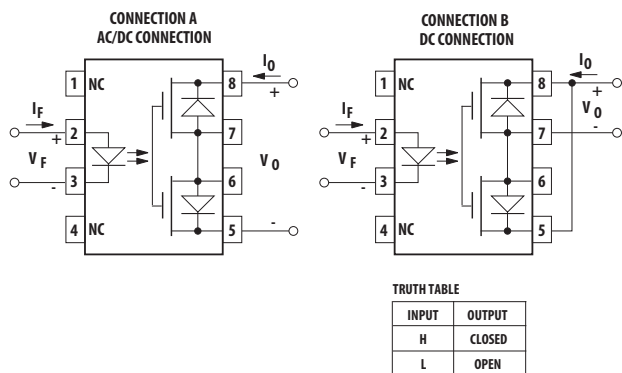 CONNECTION A
AC/DC CONNECTION
1 NC
I F
+
2
V F
3
-
4 NC
I O
8
+
7
V O
6
5
-
CONNECTION B
DC CONNECTION
1 NC
I F
+
2
V F
3
-
4 NC
I O
8
+
V O
7
-
6
5
TRUTH TABLE
INPUT OUTPUT
H CLOSED
L OPEN